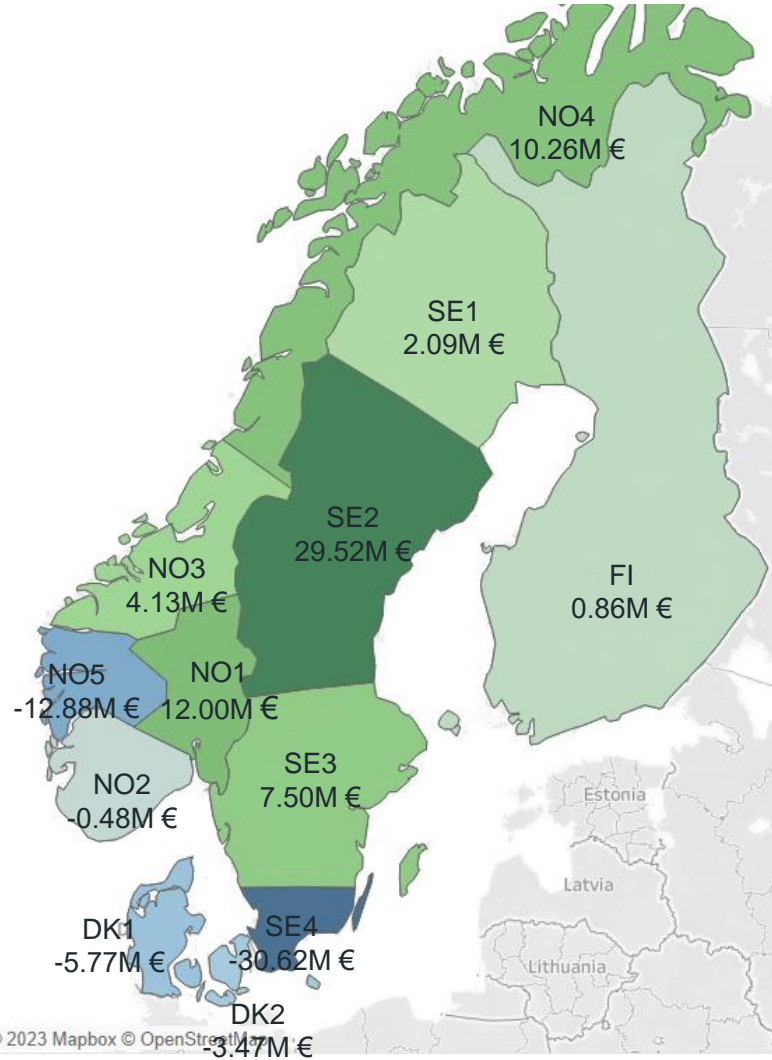 NO4
10.26M €
SE1
2.09M €
SE2
29.52M €
NO3
4.13M €
FI
0.86M €
NO5
-12.88M €
NO1
12.00M €
SE3
7.50M €
NO2
-0.48M €
Estonia
Latvia
DK1
-5.77M €
SE4
-30.62M €
Lithuania
DK2
-3.47M €
2023 Mapbox © OpenStreetMap